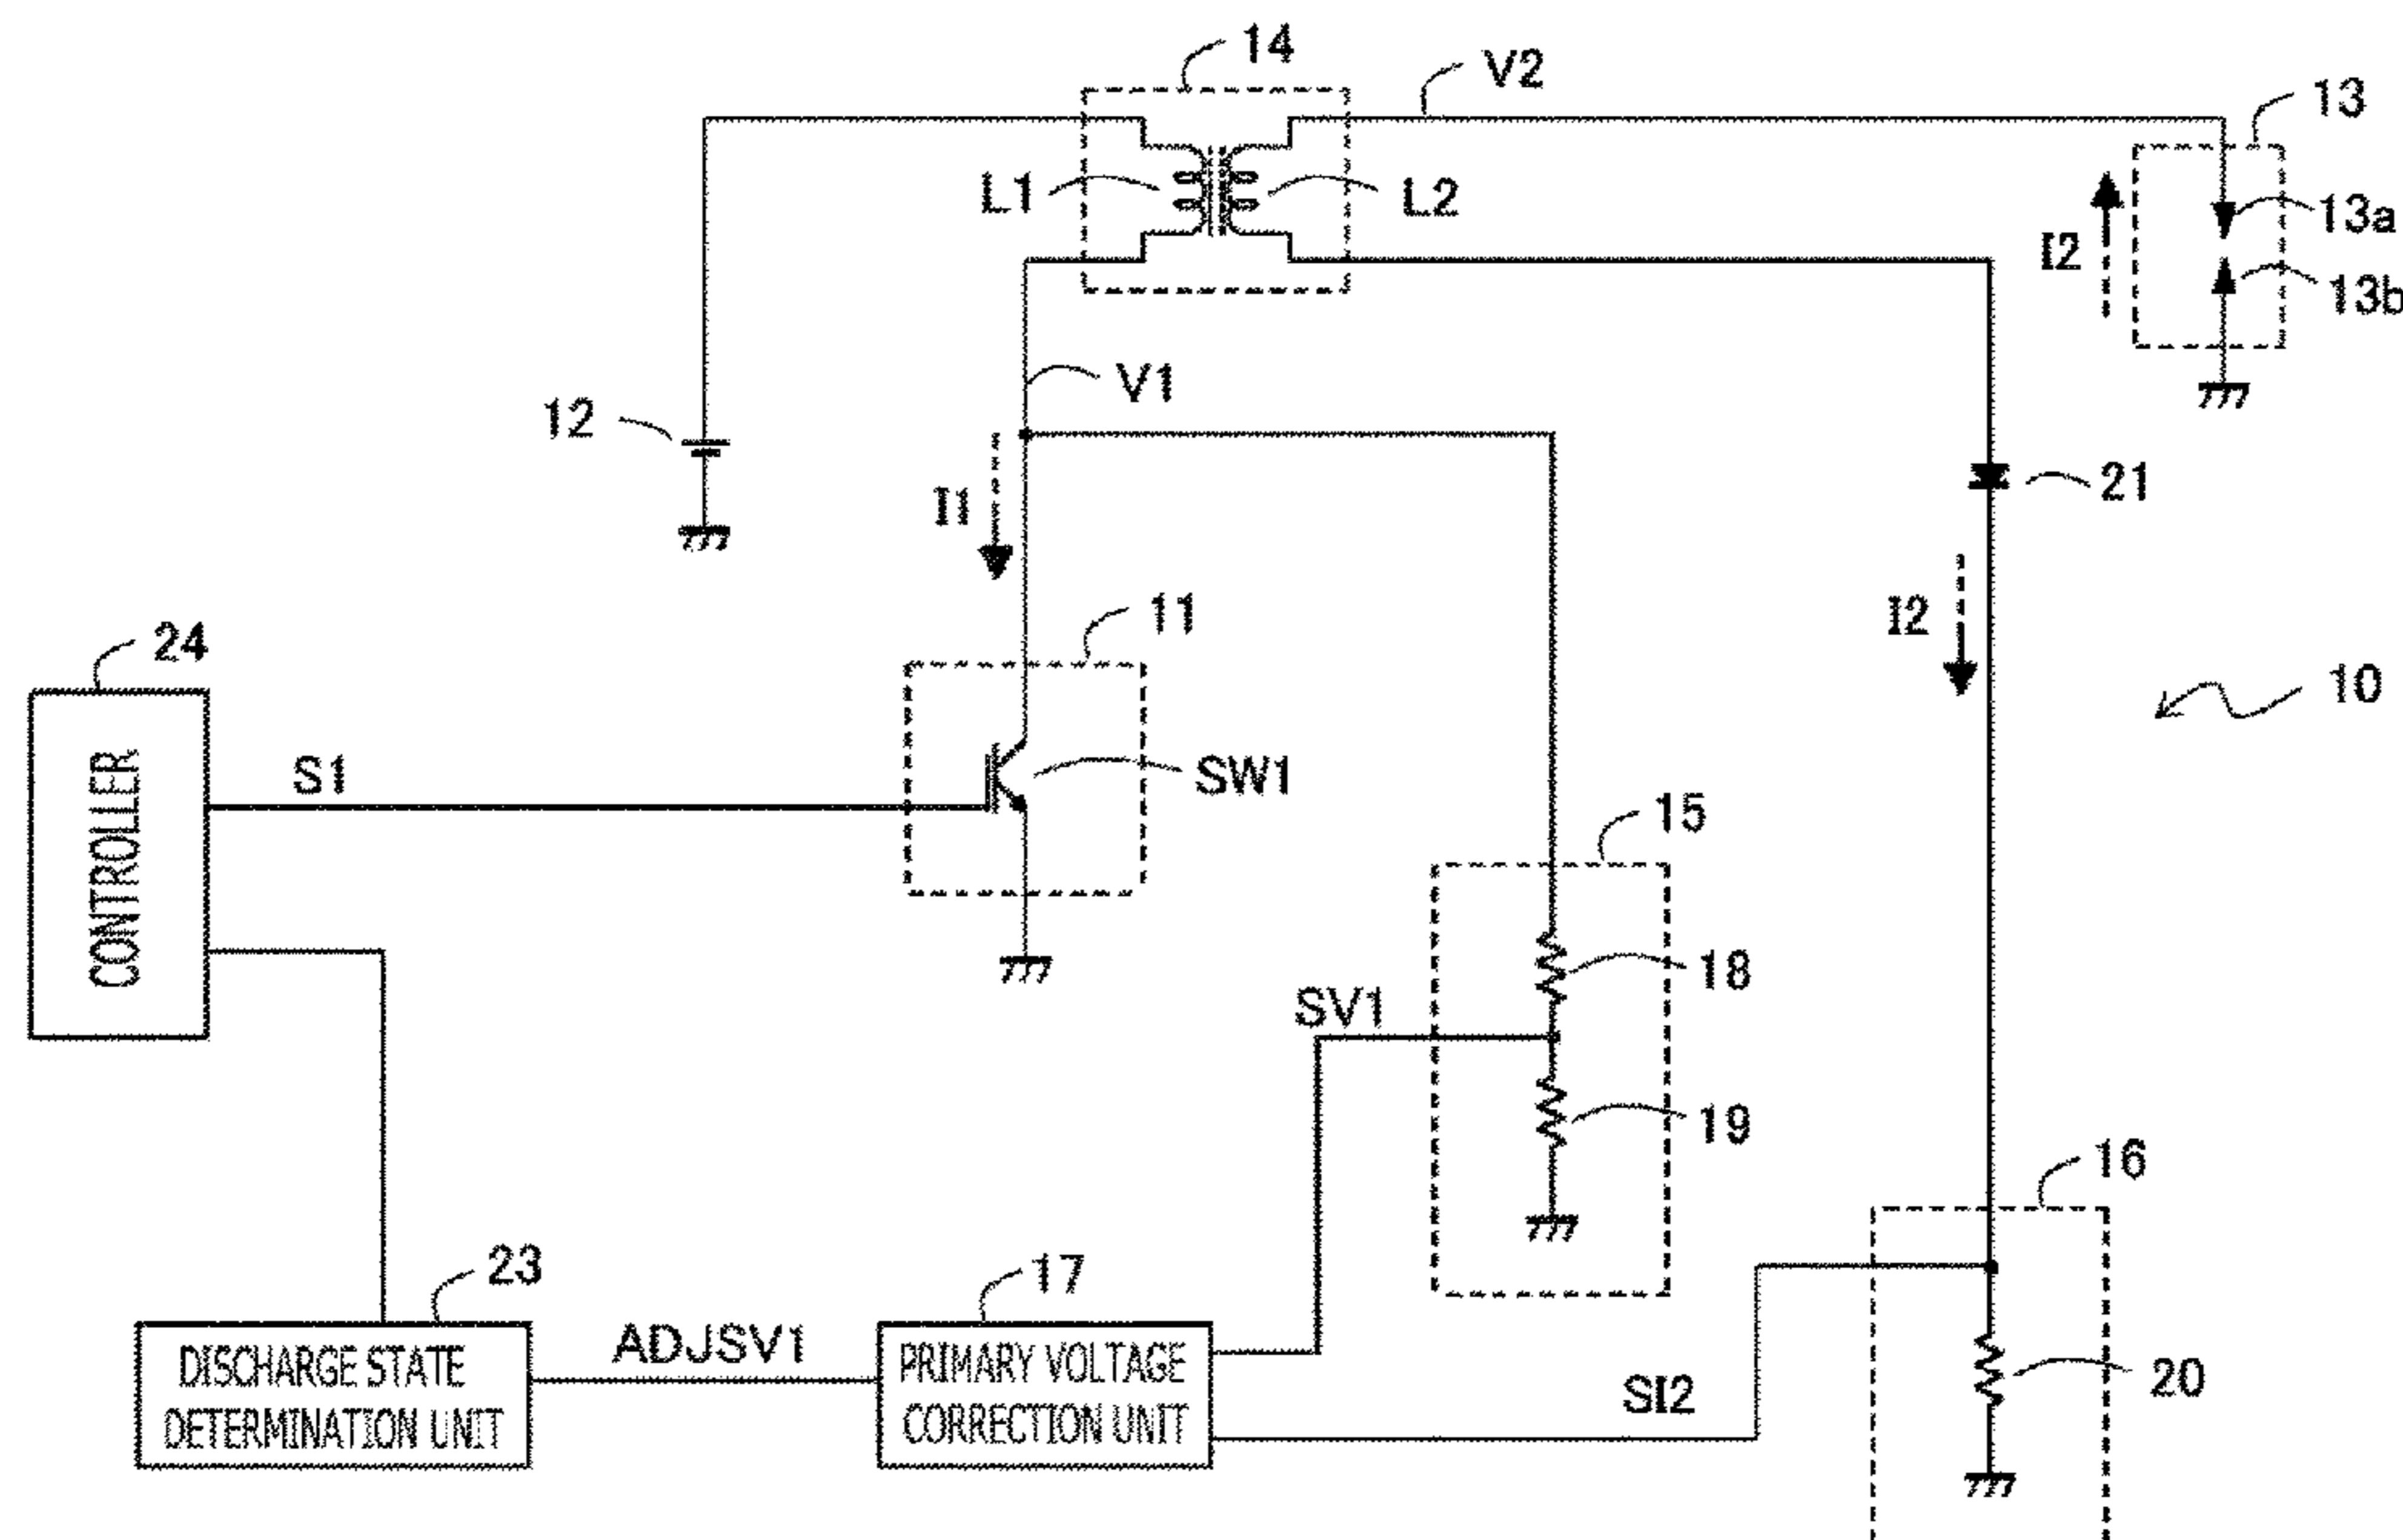 14
V2
13
L1
L2
13a
I2
13b
V1
12
21
I1
I2
11
24
10
CONTROLLER
S1
SW1
15
18
SV1
19
16
23
17
DISCHARGE STATE
DETERMINATION UNIT
ADJSV1
PRIMARY VOLTAGE
CORRECTION UNIT
SI2
20